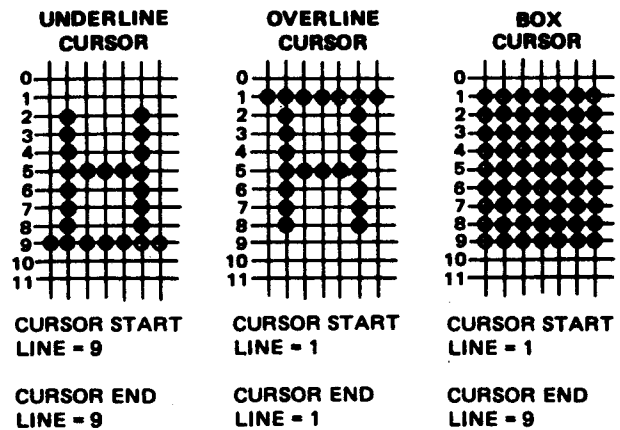 UNDERLINE
CURSOR
0
1
2
3
4
5
6
7
8
9
10
11
CURSOR START
LINE = 9
CURSOR END
LINE = 9
OVERLINE
CURSOR
0
1
2
3
4
5
6
7
8
9
10
11
CURSOR START
LINE = 1
CURSOR END
LINE = 1
BOX
CURSOR
0
1
2
3
4
5
6
7
8
9
10
11
CURSOR START
LINE = 1
CURSOR END
LINE = 9